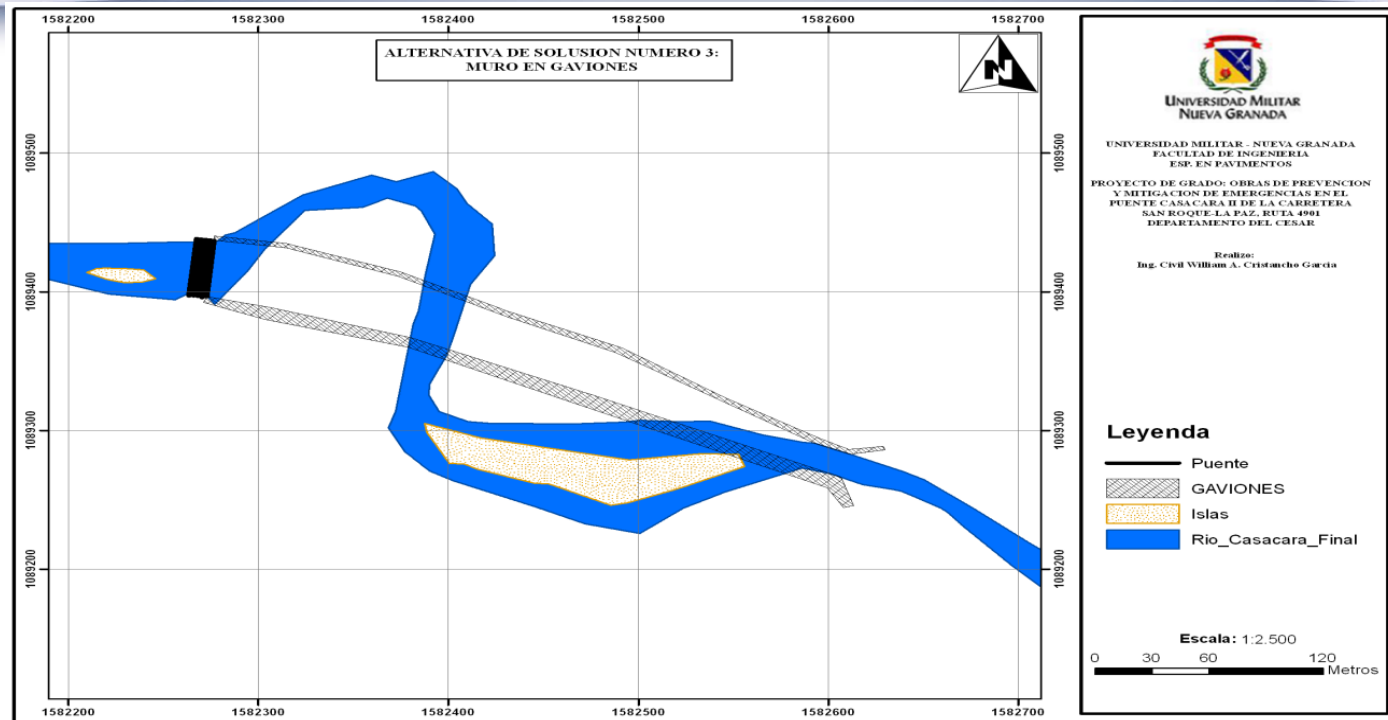 1582200 1582300 1582400 1582500 1582600 1582700
ALTERNATIVA DE SOLUSION NUMERO 3:
MURO EN GAVIONES
N
1089500 1089500
1089400 1089400
1089300 1089300
1089200 1089200
1582200 1582300 1582400 1582500 1582600 1582700
UNIVERSIDAD MILITAR
NUEVA GRANADA
UNIVERSIDAD MILITAR - NUEVA GRANADA
FACULTAD DE INGENIERIA
ESP. EN PAVIMENTOS
PROYECTO DE GRADO: OBRAS DE PREVENCION
Y MITIGACION DE EMERGENCIAS EN EL
PUENTE CASACARA II DE LA CARRETERA
SAN ROQUE-LA PAZ, RUTA 4901
DEPARTAMENTO DEL CESAR
Realizo:
Ing. Civil William A. Cristancho Garcia
Leyenda
Puente
GAVIONES
Islas
Rio_Casacara_Final
Escala: 1:2.500
0 30 60 120
Metros